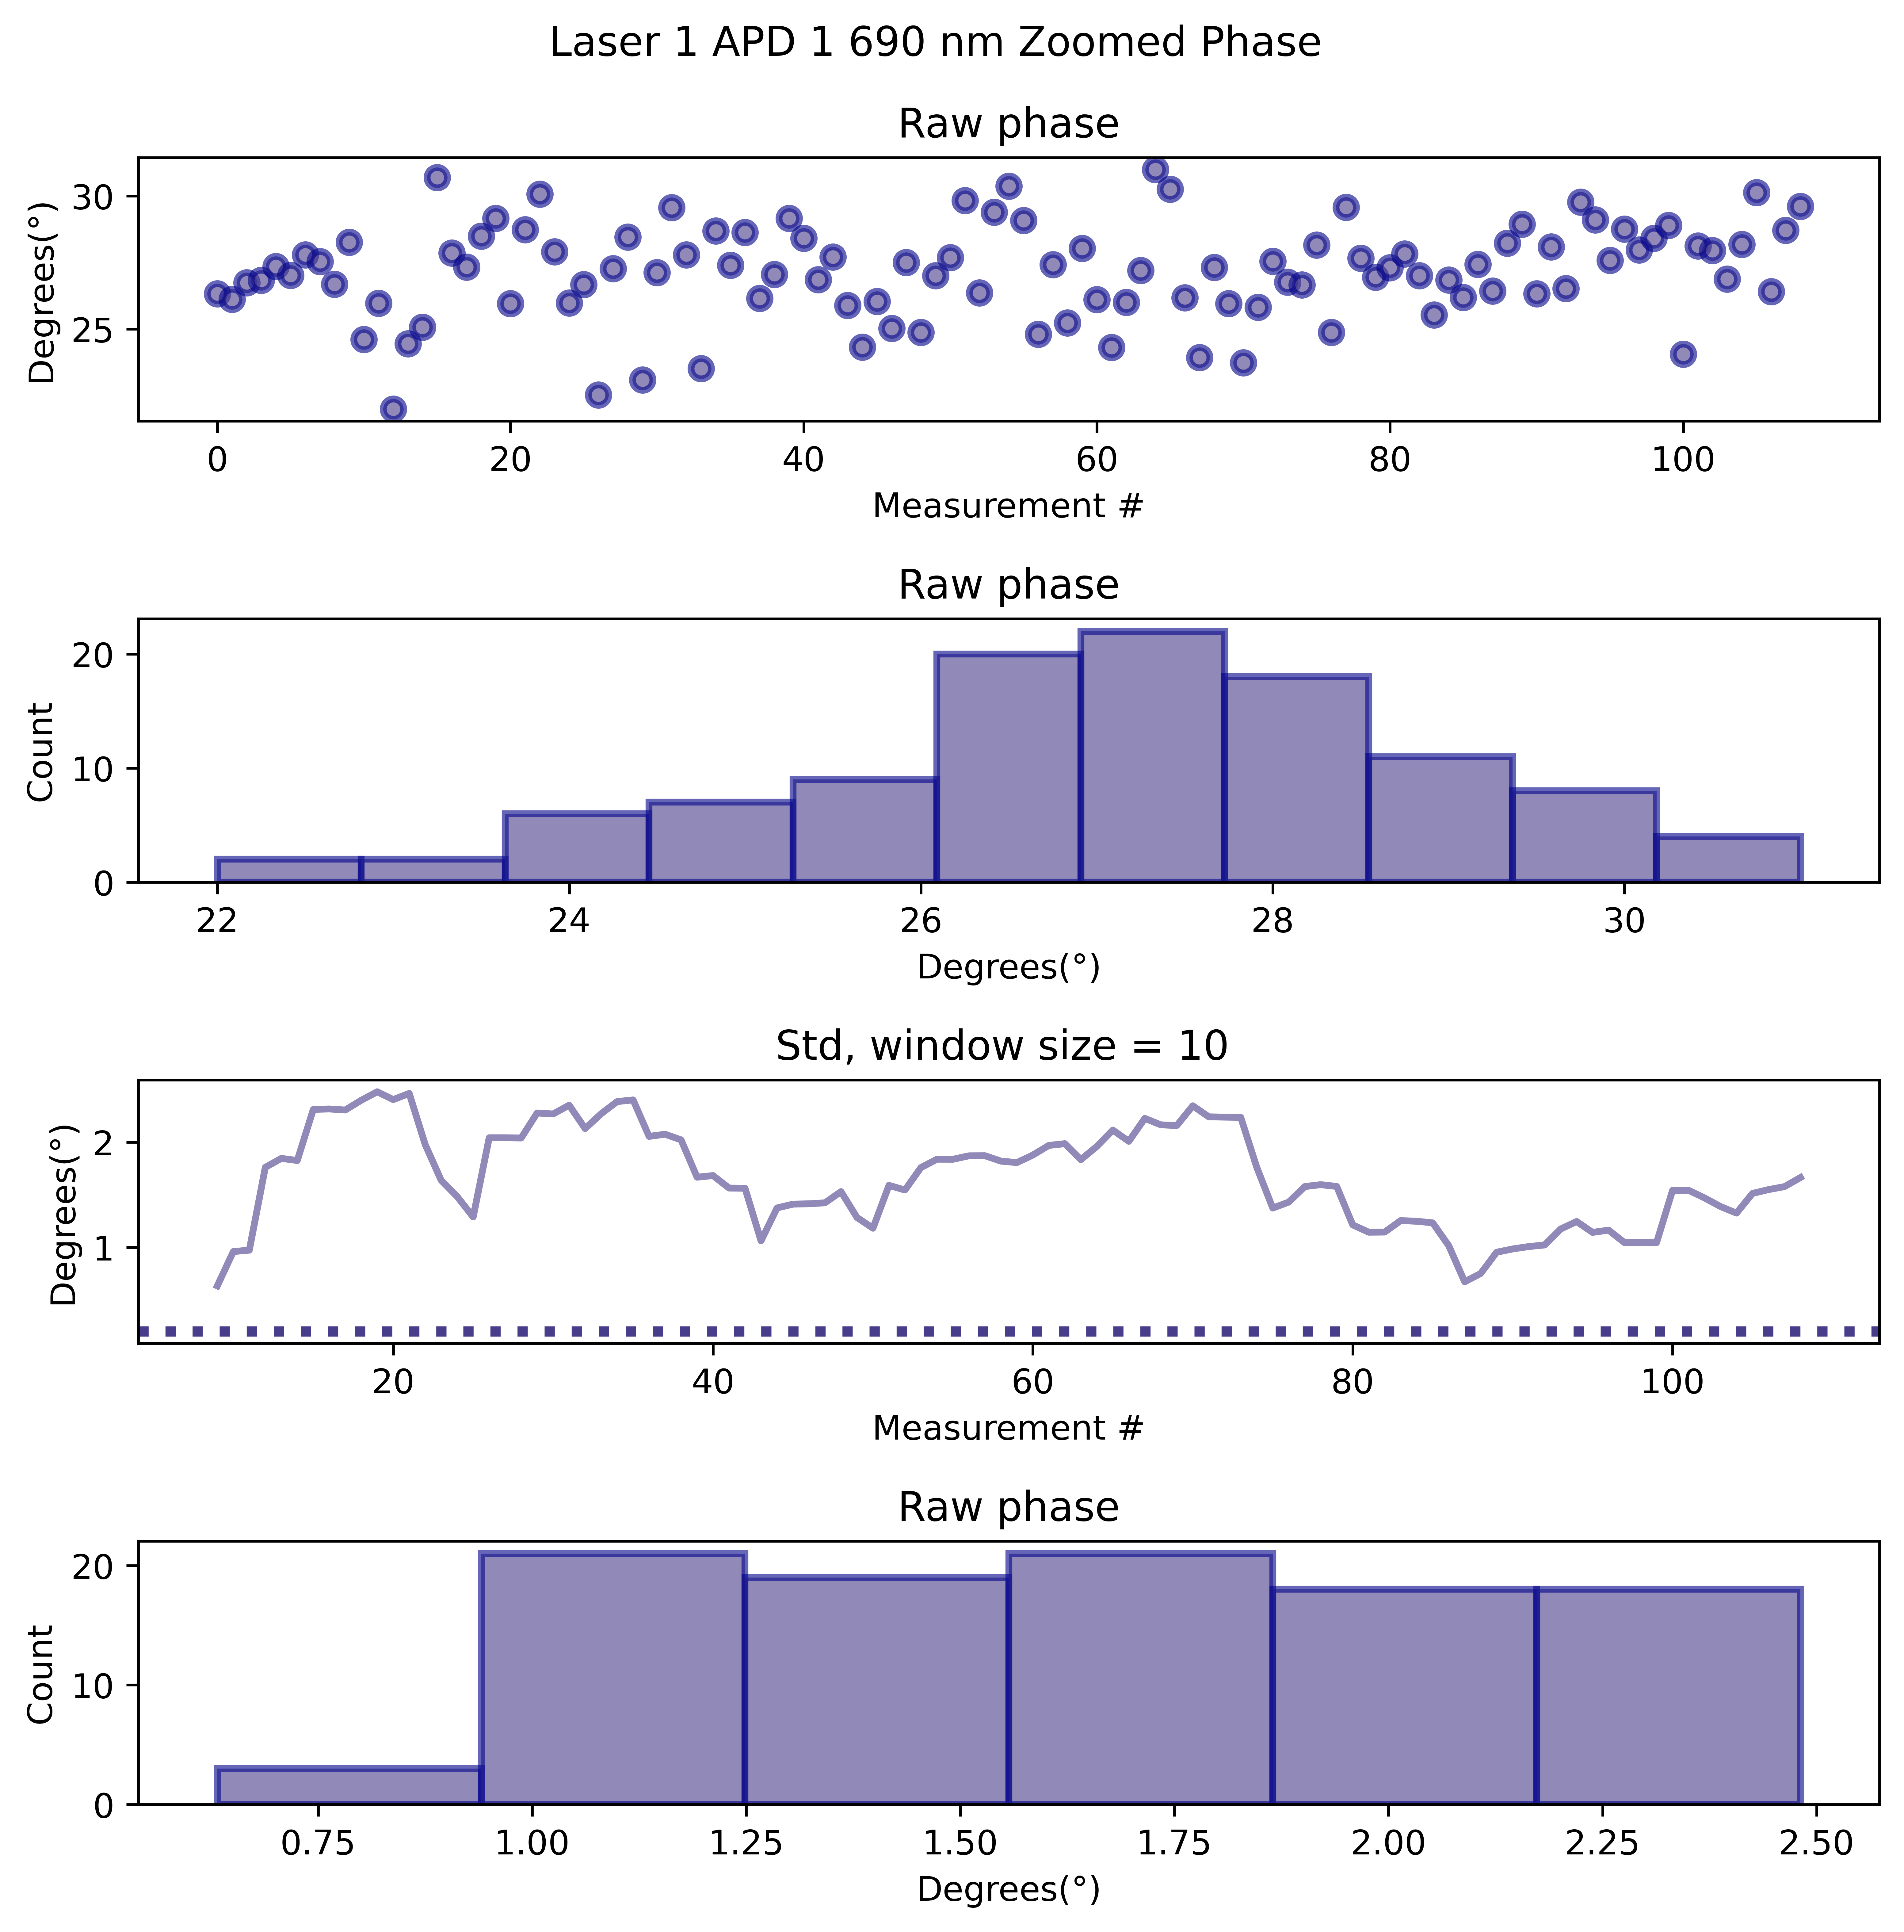 Laser 1 APD 1 690 nm Zoomed Phase
Raw phase
Degrees(°)
30
25
0 20 40 60 80 100
Measurement #
Raw phase
Count
20
10
0
22 24 26 28 30
Degrees(°)
Std, window size = 10
Degrees(°)
2
1
20 40 60 80 100
Measurement #
Raw phase
Count
20
10
0
0.75 1.00 1.25 1.50 1.75 2.00 2.25 2.50
Degrees(°)